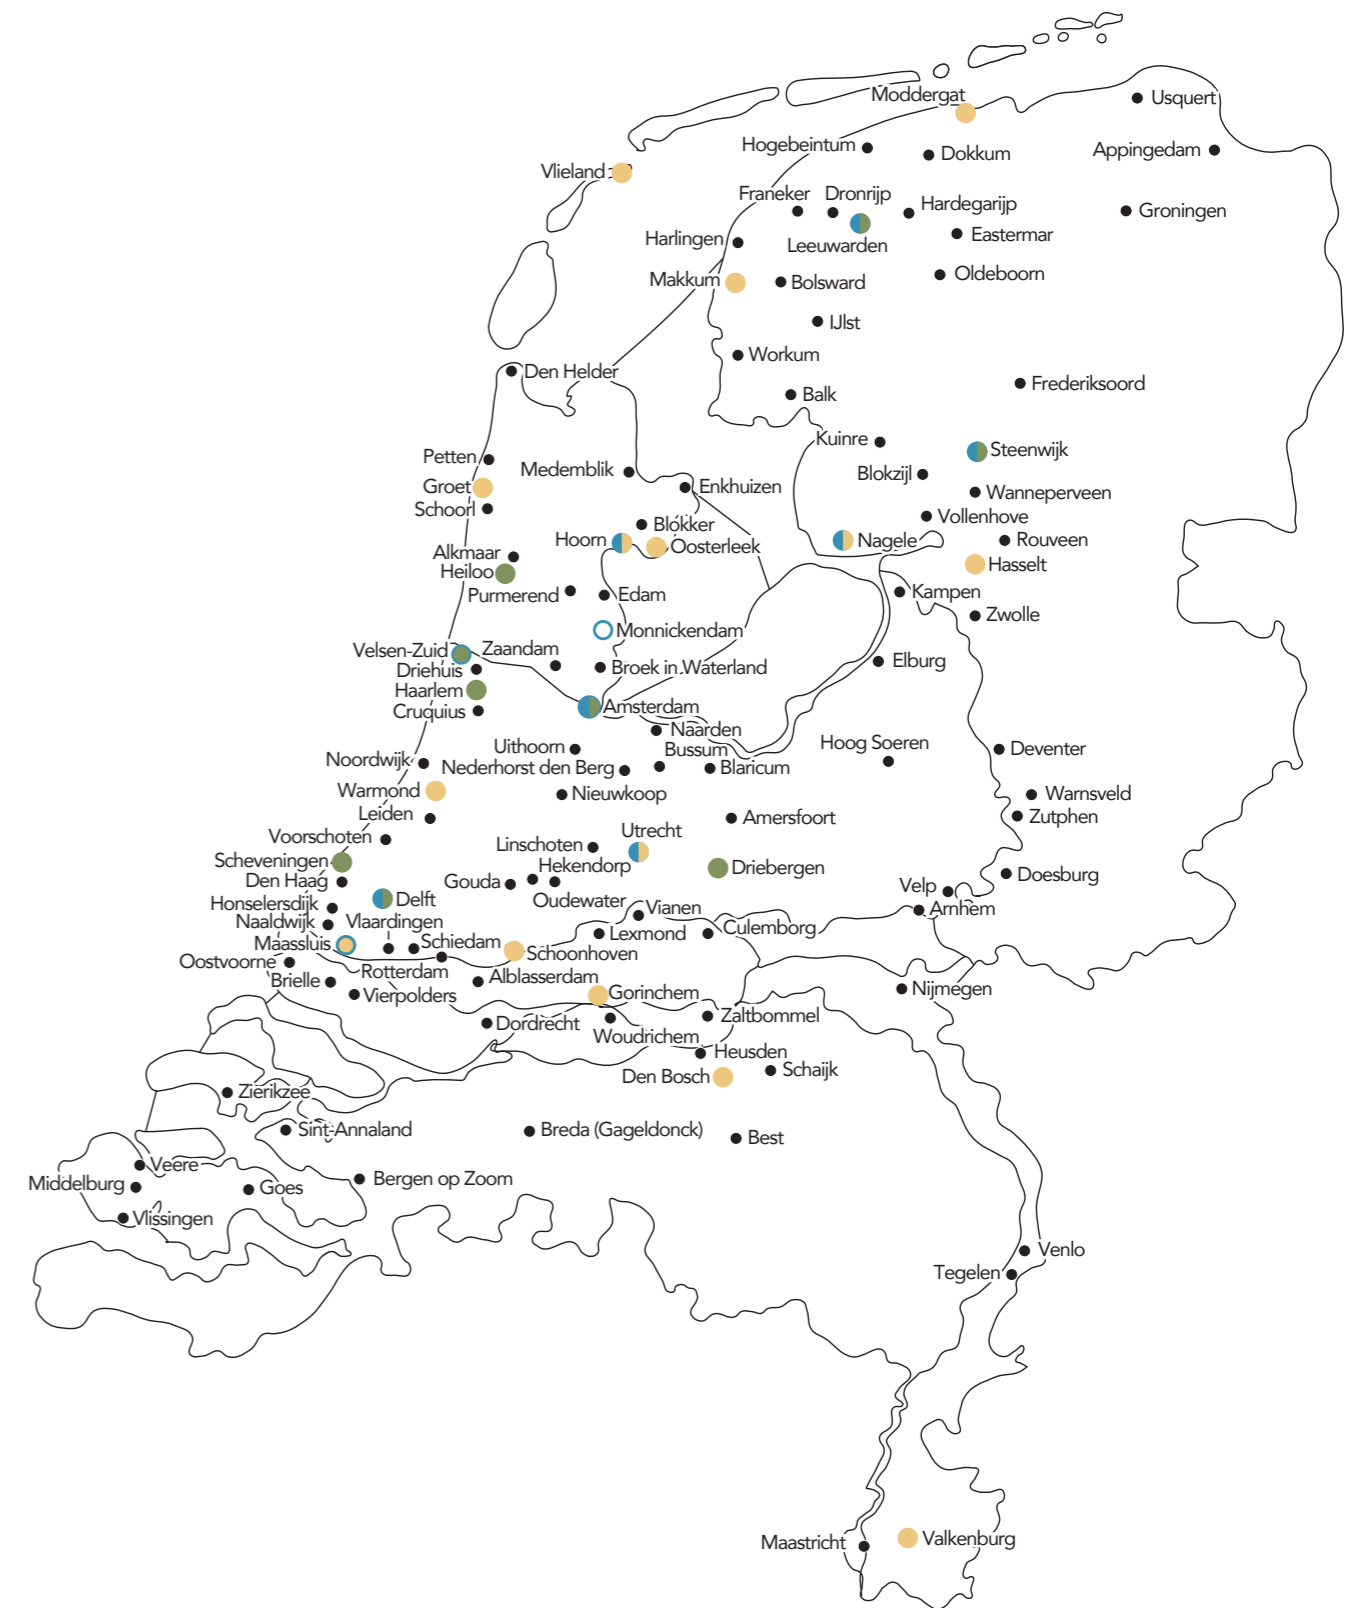 Moddergat
Usquert
Hogebeintum
Dokkum
Appingedam
Vlieland
Franeker
Dronrijp
Hardegarijp
Groningen
Harlingen
Leeuwarden
Eastermar
Makkum
Bolsward
Oldeboorn
IJlst
Workum
Den Helder
Frederiksoord
Balk
Kuinre
Steenwijk
Petten
Medemblik
Blokzijl
Groet
Enkhuizen
Wanneperveen
Schoorl
Blokker
Vollenhove
Hoorn
Oosterleek
Nagele
Rouveen
Alkmaar
Heiloo
Hasselt
Purmerend
Edam
Kampen
Zwolle
Monnickendam
Velsen-Zuid
Zaandam
Driehuis
Broek in Waterland
Elburg
Haarlem
Cruquius
Amsterdam
Naarden
Uithoorn
Bussum
Hoog Soeren
Deventer
Noordwijk
Nederhorst den Berg
Blaricum
Warmond
Nieuwkoop
Warnsveld
Leiden
Amersfoort
Zutphen
Voorschoten
Linschoten
Utrecht
Scheveningen
Hekendorp
Driebergen
Den Haag
Gouda
Doesburg
Honselersdijk
Delft
Oudewater
Velp
Naaldwijk
Vlaardingen
Vianen
Arnhem
Maassluis
Schiedam
Lexmond
Culemborg
Oostvoorne
Schoonhoven
Rotterdam
Brielle
Alblasserdam
Vierpolders
Gorinchem
Nijmegen
Dordrecht
Woudrichem
Zaltbommel
Heusden
Den Bosch
Schaijk
Zierikzee
Sint-Annaland
Breda (Gageldonck)
Best
Veere
Middelburg
Goes
Bergen op Zoom
Vlissingen
Venlo
Tegelen
Maastricht
Valkenburg